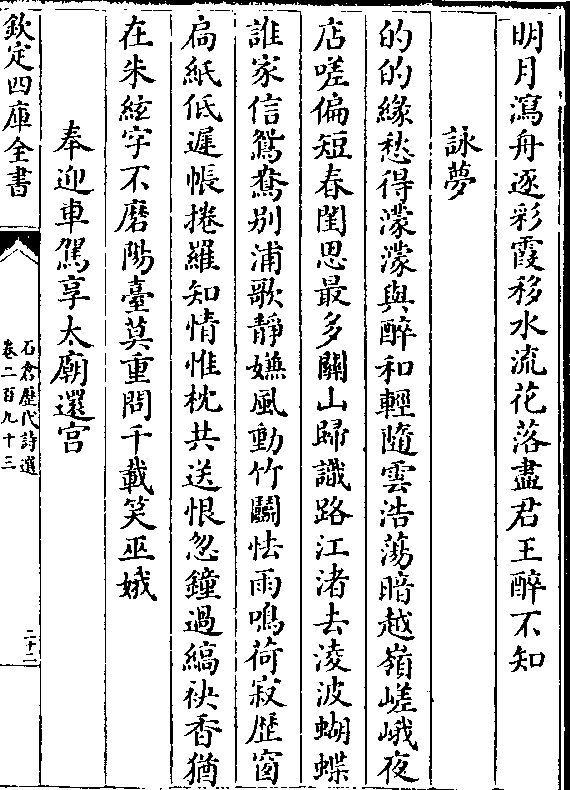 明月瀉舟逐彩霞移水流花落盡君王醉不知
詠夢
的的緣愁得濛濛與醉和輕隨雲浩蕩暗越嶺嵯峨夜
店嗟偏短春閨思最多關山歸識路江渚去淩波蝴蝶
誰家信鴛鴦别浦歌靜嫌風動竹鬭怯雨鳴荷寂歴窗
扃紙低遲帳捲羅知情惟枕共送恨忽鐘過縞袂香猶
在朱絃字不磨陽臺莫重問千載笑巫娥
奉迎車駕享太廟還宫
欽定四庫全書
石倉歴代詩選
卷二百九十三
二十二